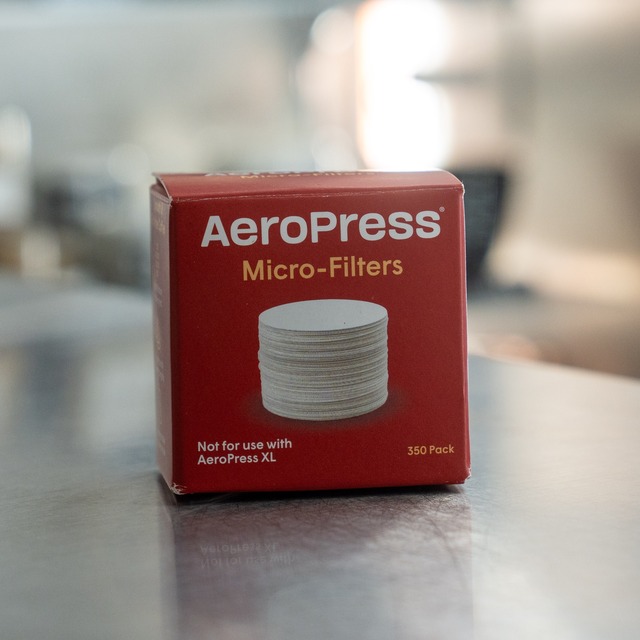 AeroPress®
Micro-Filters
Not for use with
AeroPress XL
350 Pack